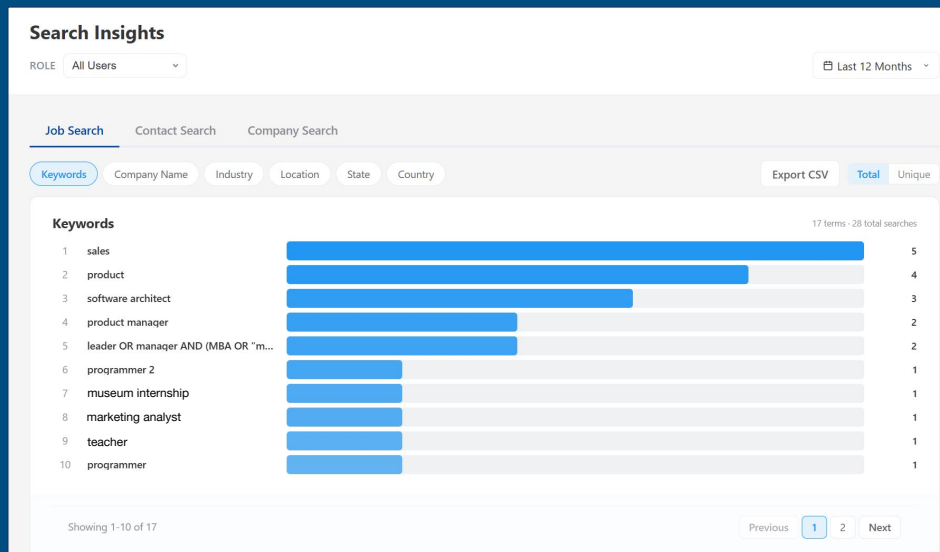 Search Insights
ROLE All Users
Last 12 Months
Job Search Contact Search Company Search
Keywords Company Name Industry Location State Country Export CSV Total Unique
Keywords 17 terms · 28 total searches
1 sales 5
2 product 4
3 software architect 3
4 product manager 2
5 leader OR manager AND (MBA OR "m... 2
6 programmer 2 1
7 museum internship 1
8 marketing analyst 1
9 teacher 1
10 programmer 1
Showing 1-10 of 17 Previous 1 2 Next